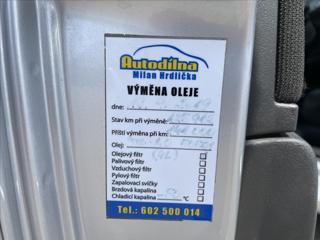 Autodílna
Milan Hrdlička
VÝMĚNA OLEJE
dne:
Stav km při výměně:
Příští výměna při km:
Olej:
Olejový filtr
Palivový filtr
Vzduchový filtr
Pylový filtr
Zapalovací svíčky
Brzdová kapalina
Chladící kapalina °C
Tel.: 602 500 014